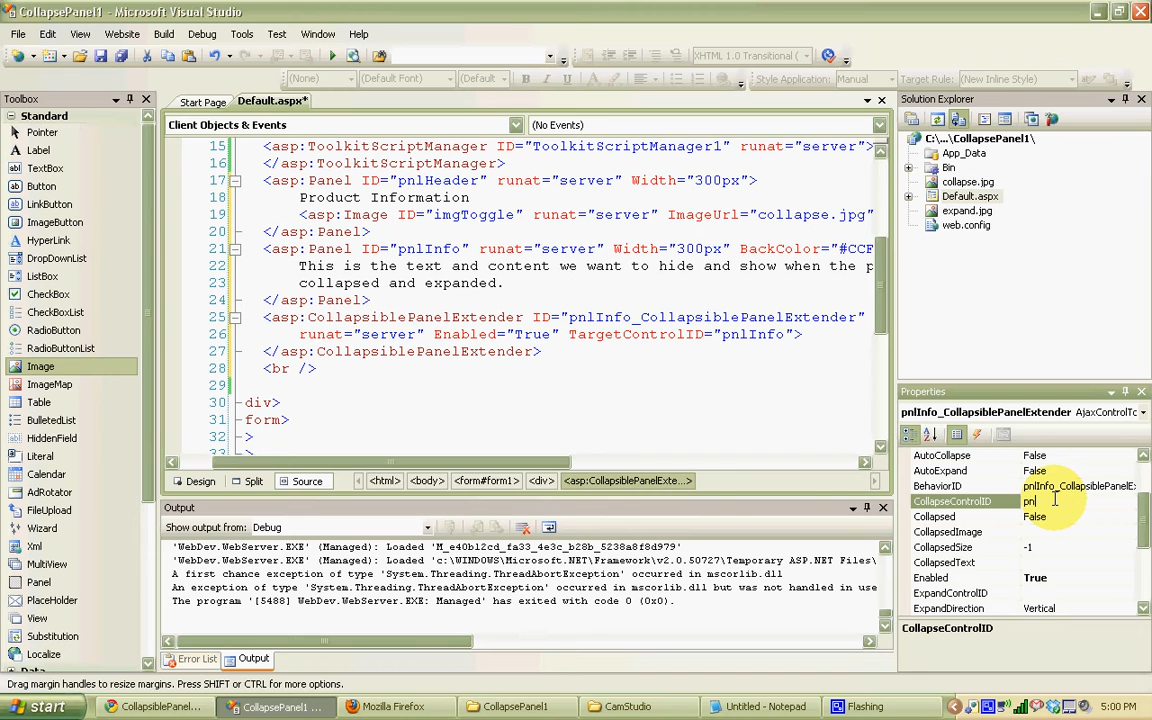 CollapsePanel1 - Microsoft Visual Studio
File Edit View Website Build Debug Tools Test Window Help
XHTML 1.0 Transitional (
(None) (Default Font) (Default B I U A Style Application: Manual Target Rule: (New Inline Style)
Toolbox
Standard
Pointer
Label
TextBox
Button
LinkButton
ImageButton
HyperLink
DropDownList
ListBox
CheckBox
CheckBoxList
RadioButton
RadioButtonList
Image
ImageMap
Table
BulletedList
HiddenField
Literal
Calendar
AdRotator
FileUpload
Wizard
Xml
MultiView
Panel
PlaceHolder
View
Substitution
Localize
Data
Start Page Default.aspx*
Client Objects & Events (No Events)
15 <asp:ToolkitScriptManager ID="ToolkitScriptManager1" runat="server">
16 </asp:ToolkitScriptManager>
17 <asp:Panel ID="pnlHeader" runat="server" Width="300px">
18 Product Information
19 <asp:Image ID="imgToggle" runat="server" ImageUrl="collapse.jpg"
20 </asp:Panel>
21 <asp:Panel ID="pnlInfo" runat="server" Width="300px" BackColor="#CCF
22 This is the text and content we want to hide and show when the p
23 collapsed and expanded.
24 </asp:Panel>
25 <asp:CollapsiblePanelExtender ID="pnlInfo_CollapsiblePanelExtender"
26 runat="server" Enabled="True" TargetControlID="pnlInfo">
27 </asp:CollapsiblePanelExtender>
28 <br />
29
30 div>
31 form>
32 >
33 >
Design Split Source <html> <body> <form#form1> <div> <asp:CollapsiblePanelExte...>
Output
Show output from: Debug
'WebDev.WebServer.EXE' (Managed): Loaded 'M_e40b12cd_fa33_4e3c_b28b_5238a8f8d979'
'WebDev.WebServer.EXE' (Managed): Loaded 'c:\WINDOWS\Microsoft.NET\Framework\v2.0.50727\Temporary ASP.NET Files\
A first chance exception of type 'System.Threading.ThreadAbortException' occurred in mscorlib.dll
An exception of type 'System.Threading.ThreadAbortException' occurred in mscorlib.dll but was not handled in use
The program '[5488] WebDev.WebServer.EXE: Managed' has exited with code 0 (0x0).
Error List Output
Solution Explorer
C:\...\CollapsePanel1\
App_Data
Bin
collapse.jpg
Default.aspx
expand.jpg
web.config
Properties
pnlInfo_CollapsiblePanelExtender AjaxControlTc
AutoCollapse False
AutoExpand False
BehaviorID pnlInfo_CollapsiblePanelE
CollapseControlID pn
Collapsed False
CollapsedImage
CollapsedSize -1
CollapsedText
Enabled True
ExpandControlID
ExpandDirection Vertical
CollapseControlID
Drag margin handles to resize margins. Press SHIFT or CTRL for more options.
start CollapsiblePanelE... CollapsePanel1 ... Mozilla Firefox CollapsePanel1 CamStudio Untitled - Notepad Flashing 5:00 PM